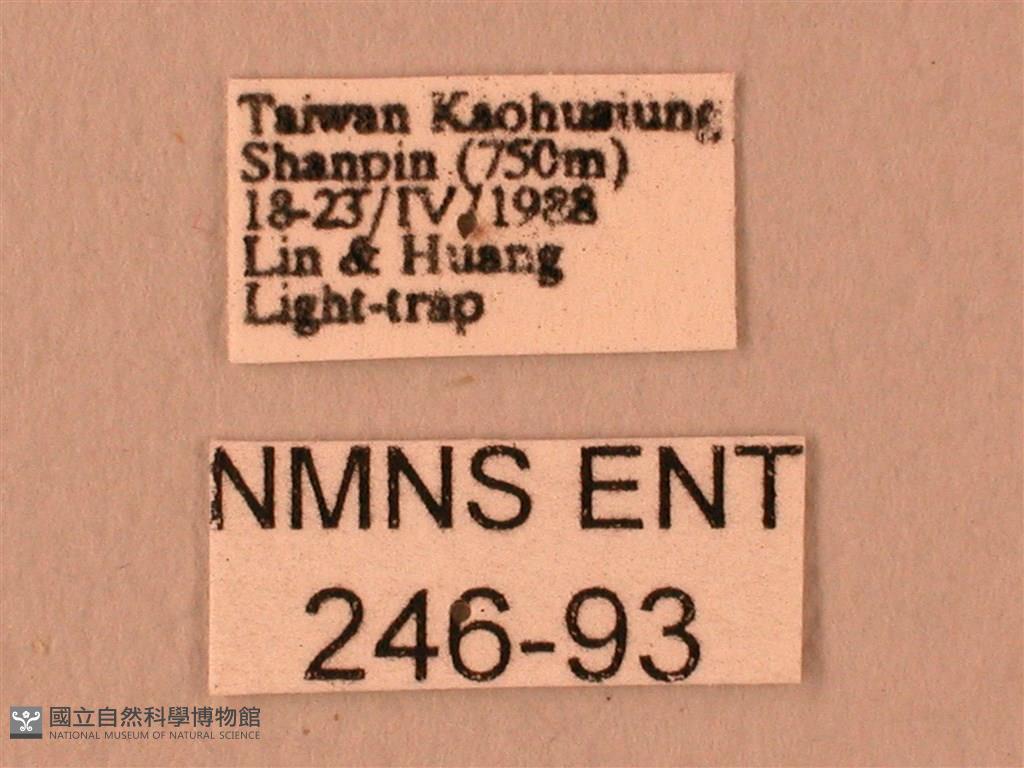 Taiwan Kaohusiung
Shanpin (750m)
18-23/IV/1988
Lin & Huang
Light-trap
NMNS ENT
246-93
國立自然科學博物館
NATIONAL MUSEUM OF NATURAL SCIENCE